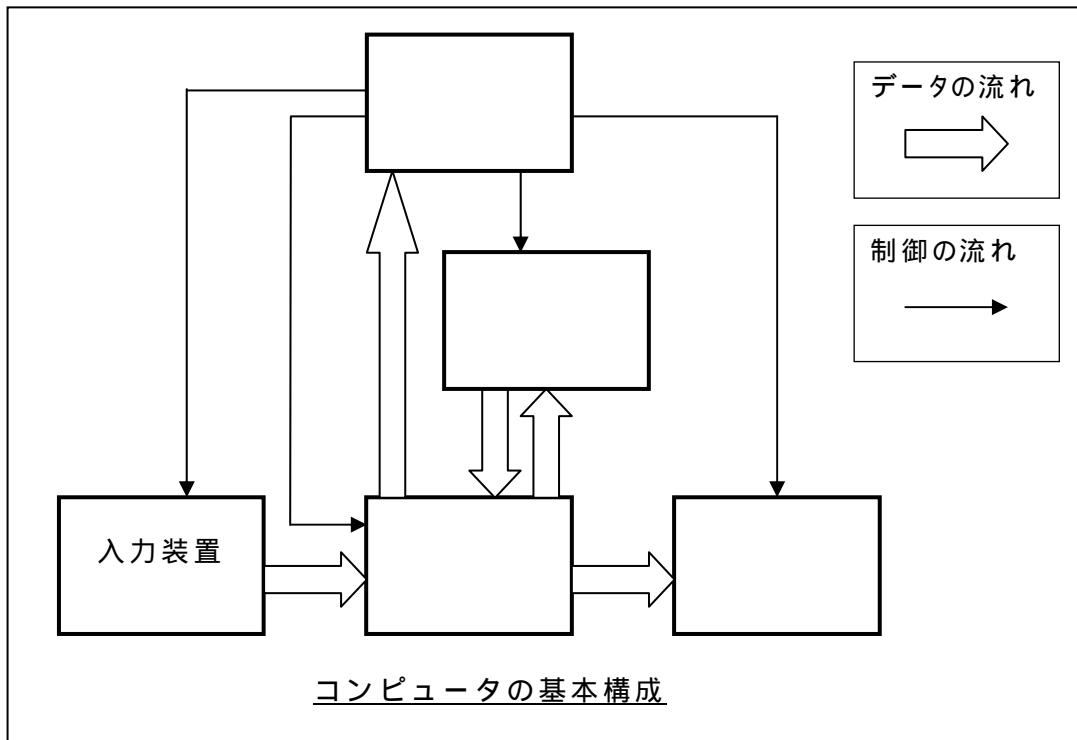 データの流れ
制御の流れ
入力装置
コンピュータの基本構成